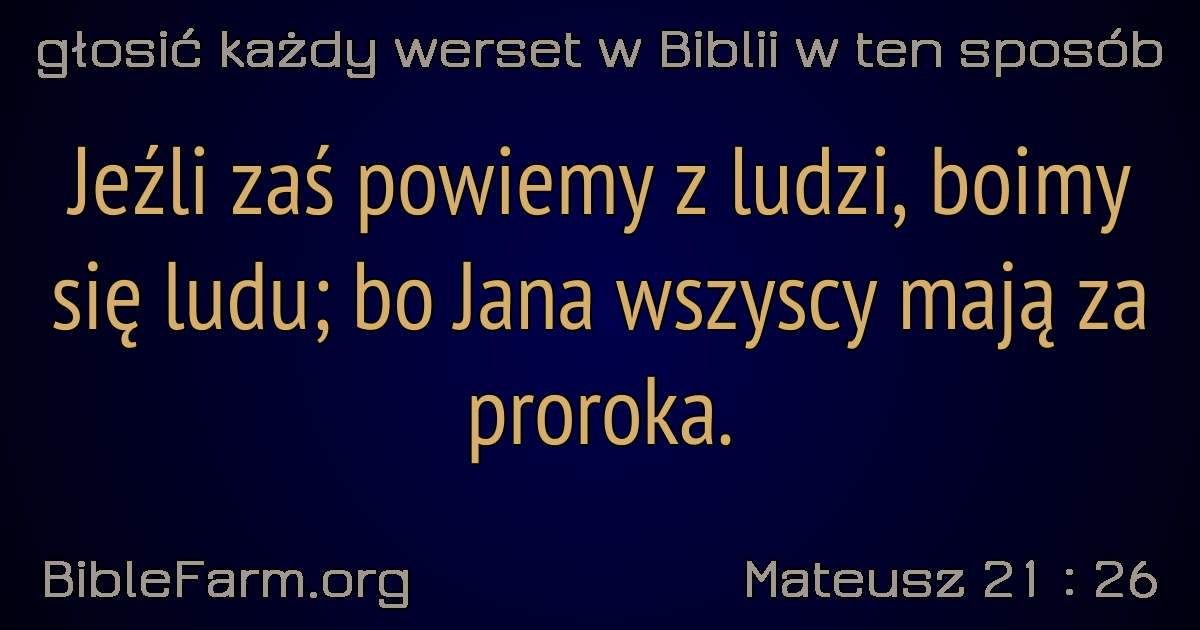 głosić każdy werset w Biblii w ten sposób
Jeźli zaś powiemy z ludzi, boimy
się ludu; bo Jana wszyscy mają za
proroka.
BibleFarm.org
Mateusz 21 : 26